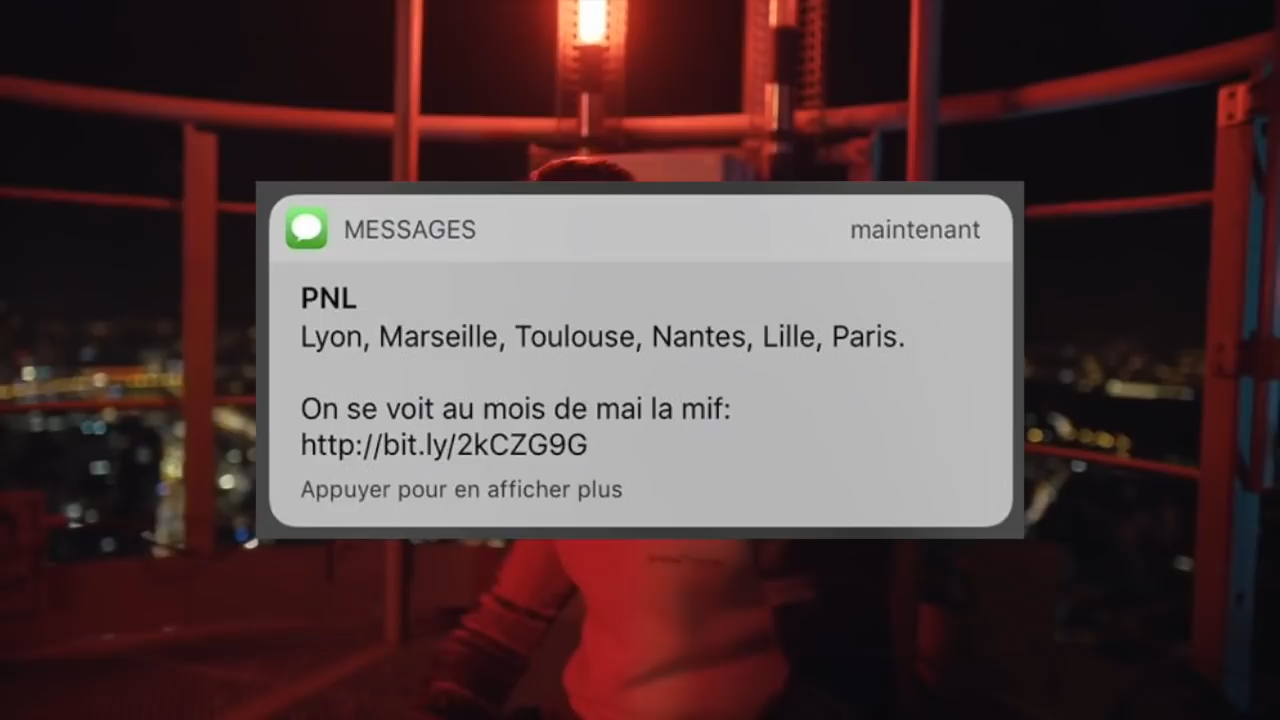 MESSAGES
maintenant
PNL
Lyon, Marseille, Toulouse, Nantes, Lille, Paris.
On se voit au mois de mai la mif:
http://bit.ly/2kCZG9G
Appuyer pour en afficher plus